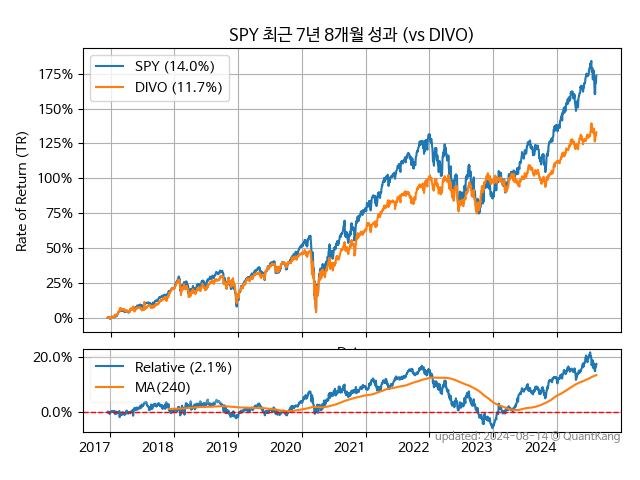 SPY 최근 7년 8개월 성과 (vs DIVO)
SPY (14.0%)
DIVO (11.7%)
Rate of Return (TR)
175%
150%
125%
100%
75%
50%
25%
0%
Relative (2.1%)
MA(240)
20.0%
0.0%
2017 2018 2019 2020 2021 2022 2023 2024
updated: 2024-08-14 © QuantKang